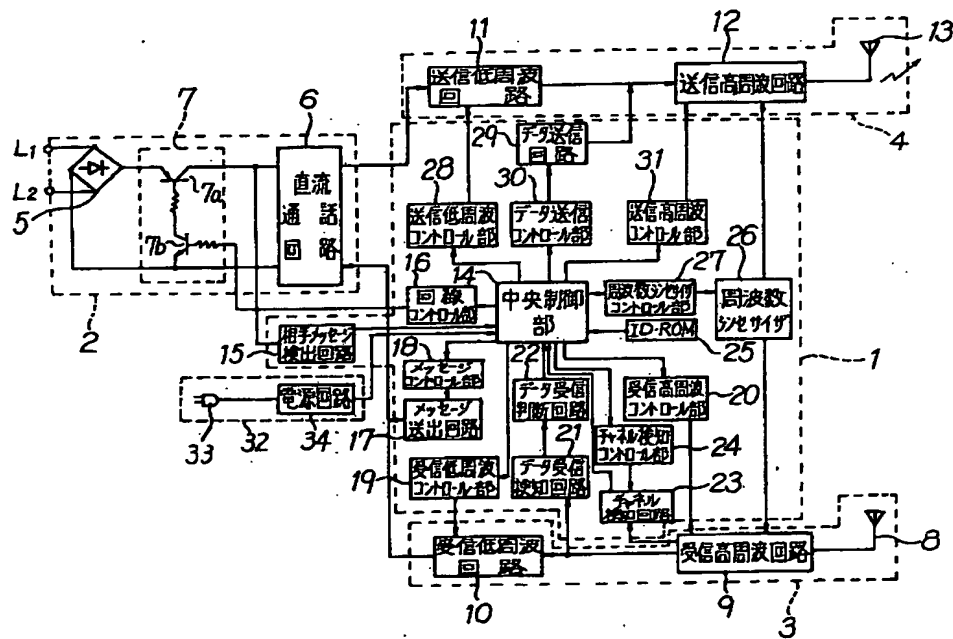 11
12
13
送信低周波
回路
送信高周波回路
4
7
6
L1
L2
5
7a
7b
直流
通話
回路
2
29
データ送信
回路
28
30
31
送信低周波
コントロール部
データ送信
コントロール部
送信高周波
コントロール部
16
回線
コントロール部
14
中央制御
部
27
周波数シンセサイザ
コントロール部
26
周波数
シンセサイザ
ID-ROM
25
1
15
相手メッセージ
検出回路
18
メッセージ
コントロール部
22
データ受信
判断回路
受信高周波
コントロール部
20
33
電源回路
34
32
17
メッセージ
送出回路
21
チャネル検知
コントロール部
24
19
受信低周波
コントロール部
データ受信
検知回路
23
チャネル
検知回路
受信低周波
回路
10
受信高周波回路
9
8
3